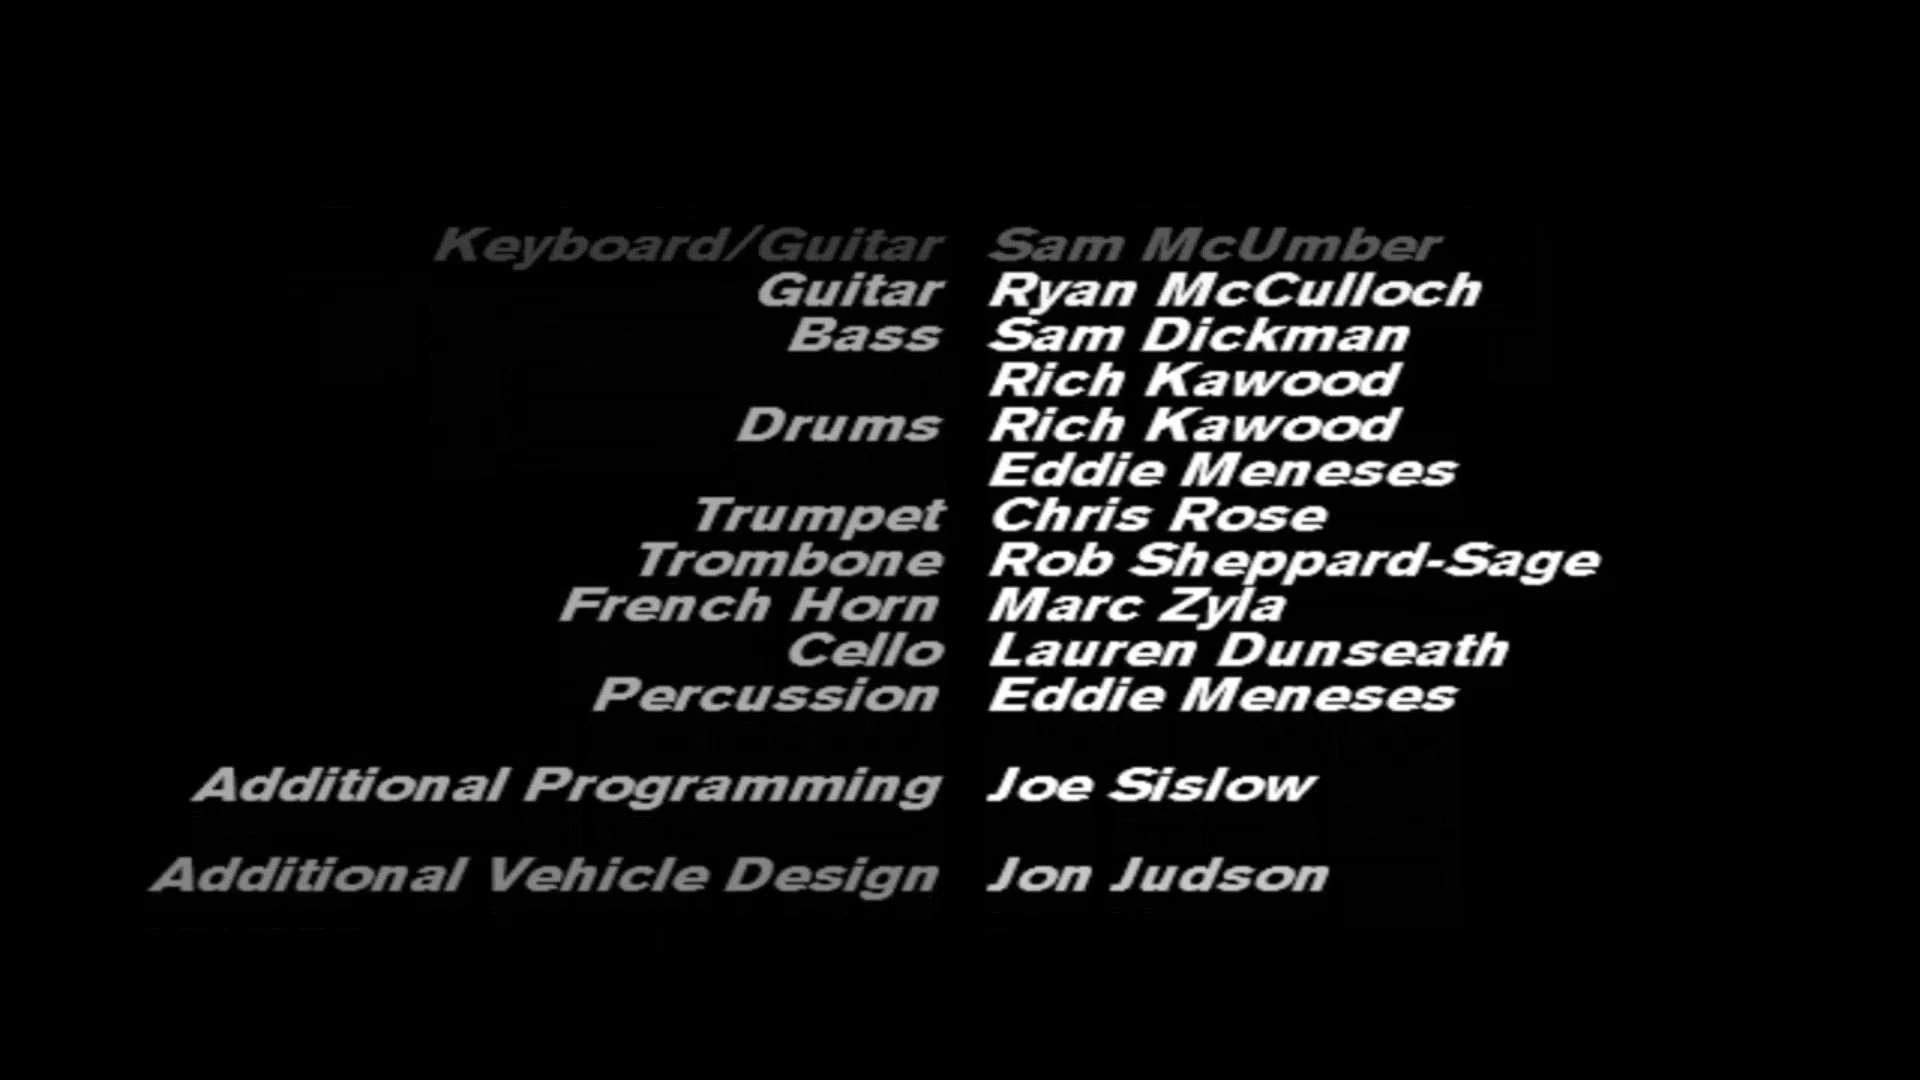 Keyboard/Guitar Sam McUmber
Guitar Ryan McCulloch
Bass Sam Dickman
Rich Kawood
Drums Rich Kawood
Eddie Meneses
Trumpet Chris Rose
Trombone Rob Sheppard-Sage
French Horn Marc Zyla
Cello Lauren Dunseath
Percussion Eddie Meneses
Additional Programming Joe Sislow
Additional Vehicle Design Jon Judson